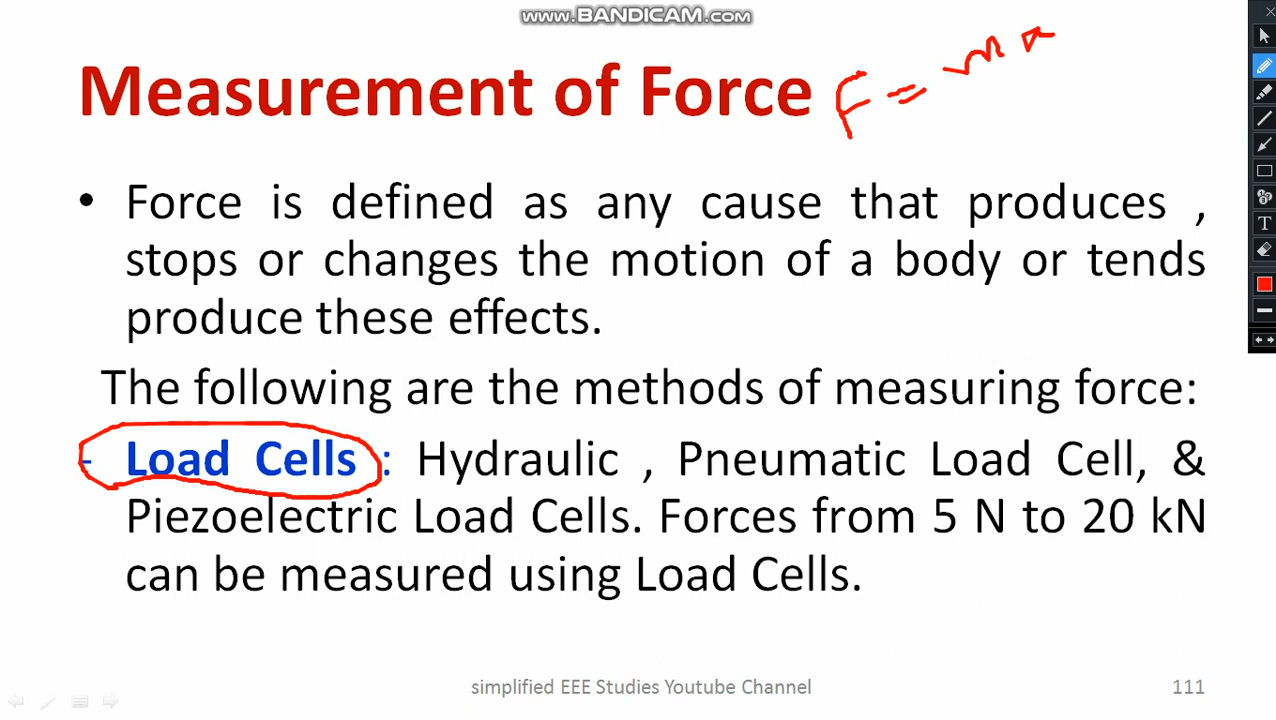 www.BANDICAM.com
Measurement of Force F = ma
• Force is defined as any cause that produces ,
stops or changes the motion of a body or tends
produce these effects.
The following are the methods of measuring force:
- Load Cells : Hydraulic , Pneumatic Load Cell, &
Piezoelectric Load Cells. Forces from 5 N to 20 kN
can be measured using Load Cells.
simplified EEE Studies Youtube Channel 111